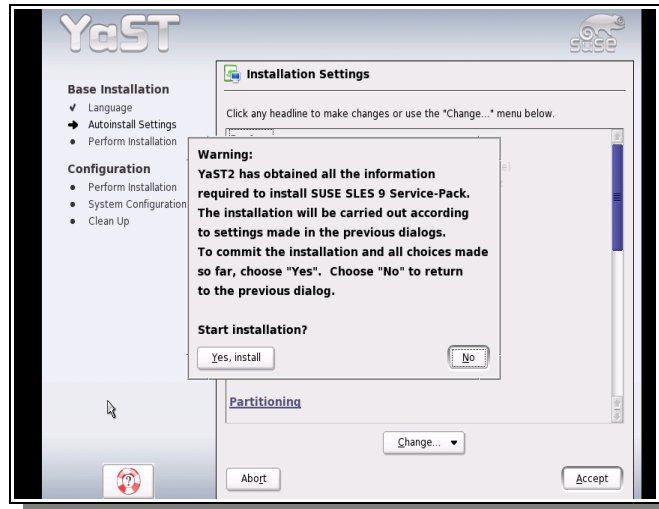 YaST
SUSE
Base Installation
Language
Autoinstall Settings
Perform Installation
Configuration
Perform Installation
System Configuration
Clean Up
Installation Settings
Click any headline to make changes or use the "Change..." menu below.
Warning:
YaST2 has obtained all the information
required to install SUSE SLES 9 Service-Pack.
The installation will be carried out according
to settings made in the previous dialogs.
To commit the installation and all choices made
so far, choose "Yes".  Choose "No" to return
to the previous dialog.
Start installation?
Yes, install
No
Partitioning
Change...
Abort
Accept